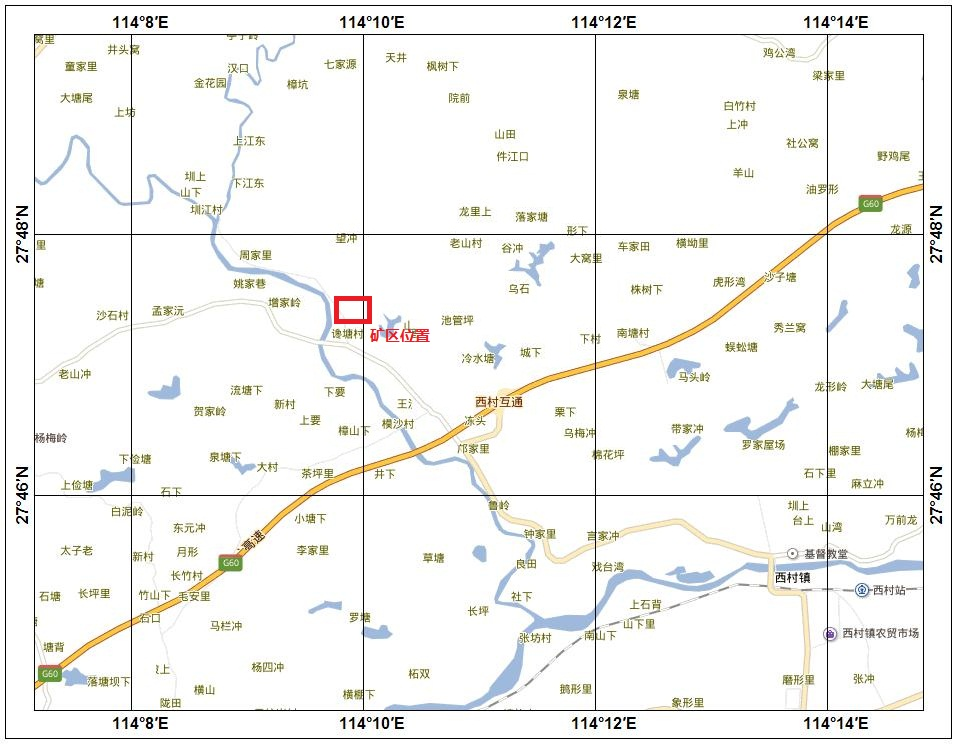 114°8'E
114°10'E
114°12'E
114°14'E
窝里
井头窝
童家里
汉口
金花园
七家源
樟坑
天井
枫树下
院前
泉塘
鸡公湾
梁家里
大塘尾
上坊
白竹村
上冲
上江东
山田
件江口
社公窝
野鸡尾
圳上
山下
下江东
圳江村
羊山
油罗形
G60
龙里上
落家塘
形下
龙源
27°48'N
27°48'N
里
望冲
老山村
谷冲
车家田
横坳里
周家里
大窝里
塘
姚家巷
乌石
株树下
虎形湾
沙子塘
增家岭
沙石村
孟家沅
谗塘村
矿区位置
池管坪
下村
南塘村
秀兰窝
蜈蚣塘
冷水塘
城下
老山冲
马头岭
龙形岭
大塘尾
流塘下
下要
新村
贺家岭
上要
西村互通
栗下
冻头
模沙村
樟山下
乌梅冲
带家冲
杨梅岭
邝家里
罗家屋场
棚家里
下俭塘
泉塘下
大村
茶坪里
井下
棉花坪
石下里
麻立冲
上俭塘
石下
27°46'N
27°46'N
白泥岭
小塘下
鲁岭
圳上
台上
山湾
万前龙
东元冲
高速
钟家里
言家冲
太子老
新村
月形
李家里
草塘
良田
戏台湾
基督教堂
G60
长竹村
西村镇
石塘
长坪里
竹山下
毛安里
西村站
社下
上石背
石口
马栏冲
罗塘
长坪
山下里
张坊村
南山下
西村镇农贸市场
塘背
G60
落塘坝下
杨四冲
柘双
横山
横棚下
鹅形里
磨形里
张冲
陇田
象形里
114°8'E
114°10'E
114°12'E
114°14'E